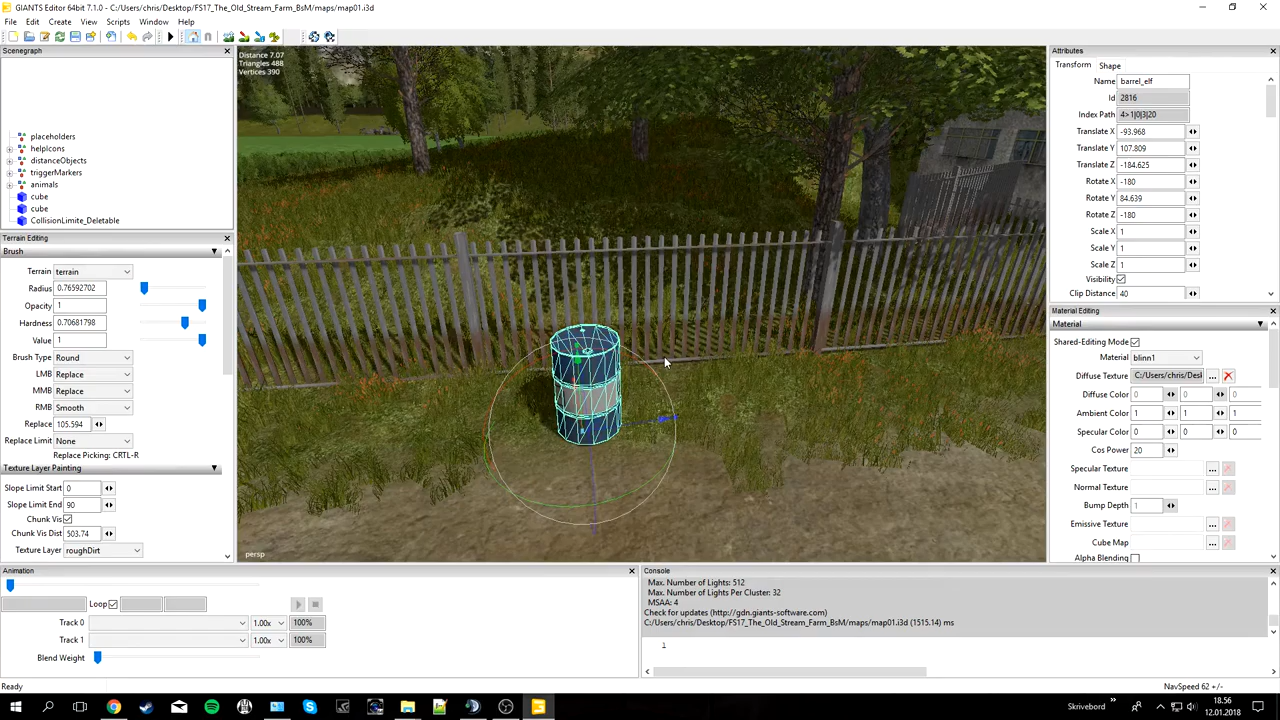 GIANTS Editor 64bit 7.1.0 - C:/Users/chris/Desktop/FS17_The_Old_Stream_Farm_BsM/maps/map01.i3d
File Edit Create View Scripts Window Help
Scenegraph
placeholders
helpIcons
distanceObjects
triggerMarkers
animals
cube
cube
CollisionLimite_Deletable
Terrain Editing
Brush
Terrain terrain
Radius 0.76592702
Opacity 1
Hardness 0.70681798
Value 1
Brush Type Round
LMB Replace
MMB Replace
RMB Smooth
Replace 105.594
Replace Limit None
Replace Picking: CRTL-R
Texture Layer Painting
Slope Limit Start 0
Slope Limit End 90
Chunk Vis
Chunk Vis Dist 503.74
Texture Layer roughDirt
Distance 7.07
Triangles 488
Vertices 390
persp
Attributes
Transform Shape
Name barrel_elf
Id 2816
Index Path 4>1|0|3|20
Translate X -93.968
Translate Y 107.809
Translate Z -184.625
Rotate X -180
Rotate Y 84.639
Rotate Z -180
Scale X 1
Scale Y 1
Scale Z 1
Visibility
Clip Distance 40
Material Editing
Material
Shared-Editing Mode
Material blinn1
Diffuse Texture C:/Users/chris/Desk ...
Diffuse Color 0 0 0
Ambient Color 1 1 1
Specular Color 0 0 0
Cos Power 20
Specular Texture ...
Normal Texture ...
Bump Depth 1
Emissive Texture ...
Cube Map ...
Alpha Blending
Animation
Loop
Track 0 1.00x 100%
Track 1 1.00x 100%
Blend Weight
Console
Max. Number of Lights: 512
Max. Number of Lights Per Cluster: 32
MSAA: 4
Check for updates (http://gdn.giants-software.com)
C:/Users/chris/Desktop/FS17_The_Old_Stream_Farm_BsM/maps/map01.i3d (1515.14) ms
1
Ready
NavSpeed 62 +/-
Skrivebord
18.56
12.01.2018